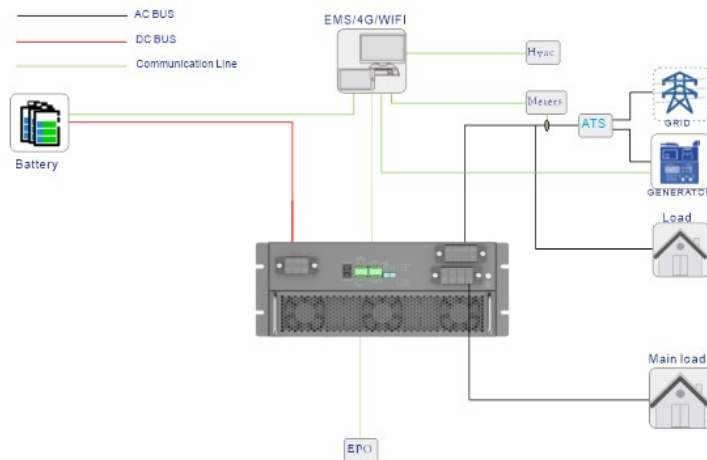 AC BUS
EMS/4G/WIFI
DC BUS
Communication Line
Hvac
Meters
ATS
GRID
Battery
GENERATOR
Load
Main load
EPO